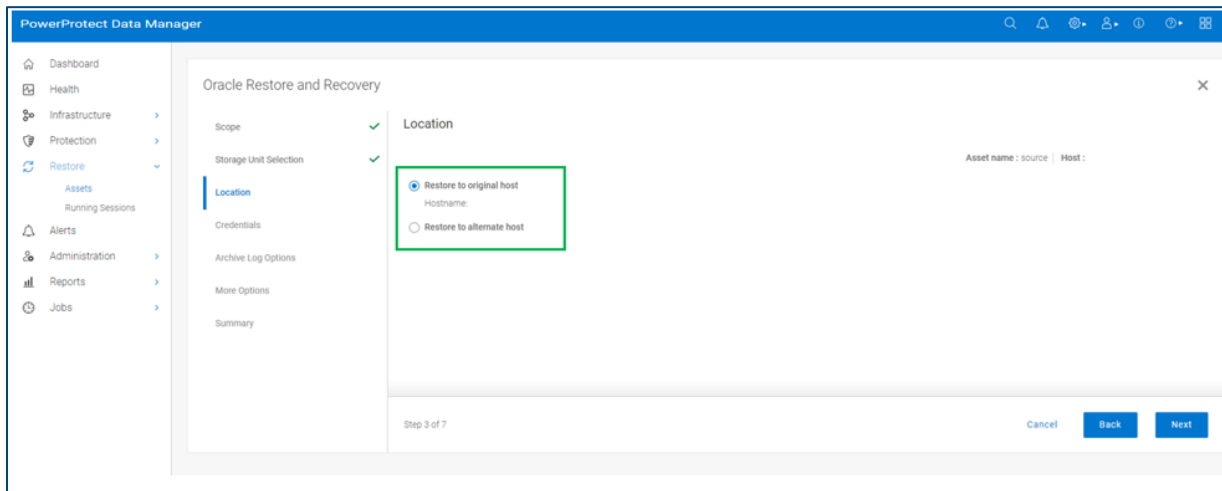 PowerProtect Data Manager
Dashboard
Health
Infrastructure
Protection
Restore
Assets
Running Sessions
Alerts
Administration
Reports
Jobs
Oracle Restore and Recovery
Scope
Storage Unit Selection
Location
Credentials
Archive Log Options
More Options
Summary
Location
Asset name : source | Host :
Restore to original host
Hostname:
Restore to alternate host
Step 3 of 7
Cancel
Back
Next